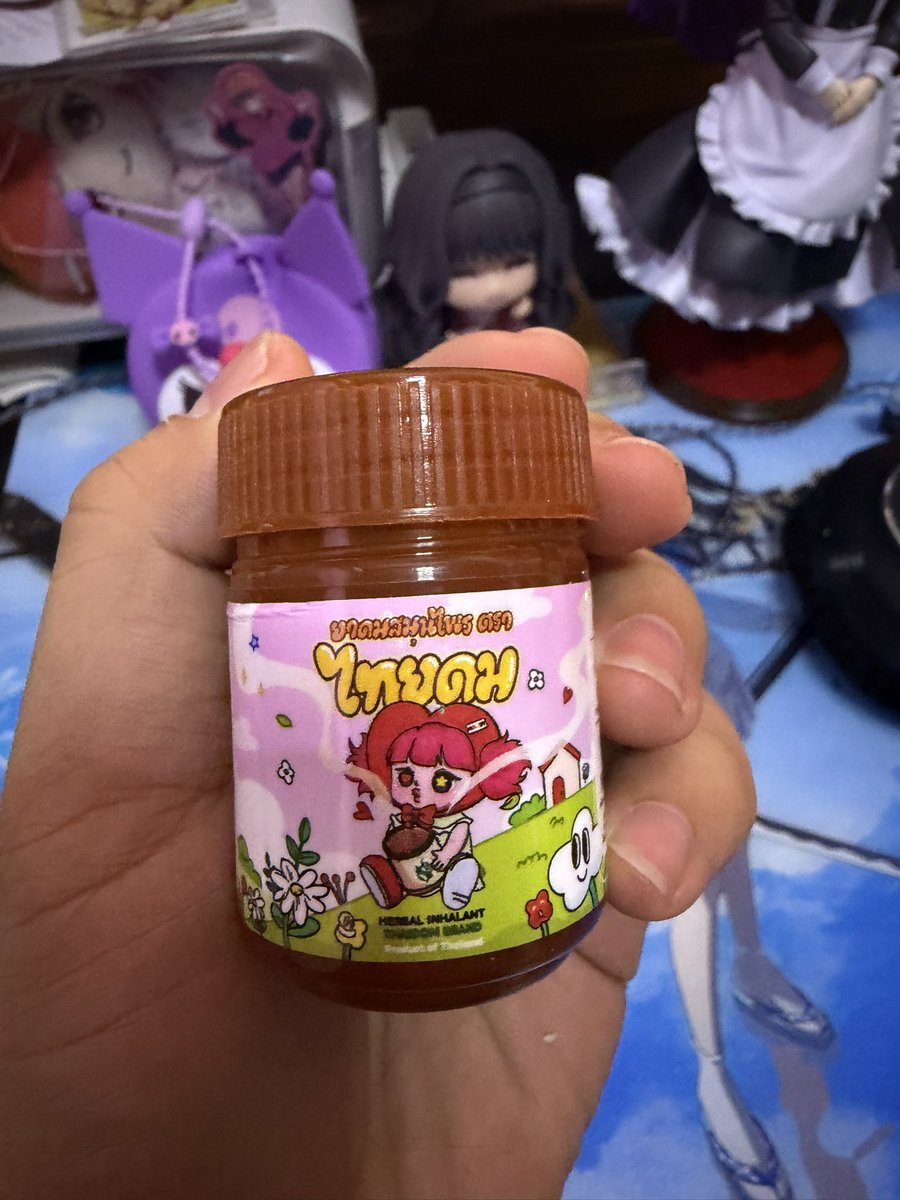 ยาดมสมุนไพร ตรา
ไทยดม
HERBAL INHALANT
THAIDOM BRAND
Product of Thailand